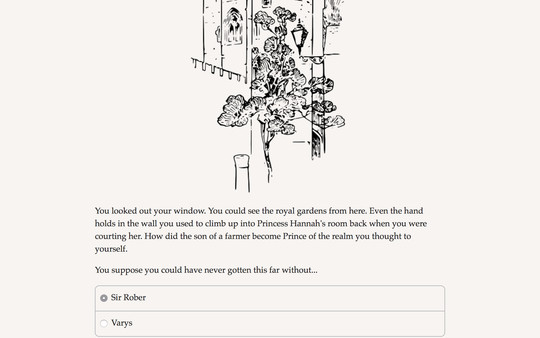 You looked out your window. You could see the royal gardens from here. Even the hand
holds in the wall you used to climb up into Princess Hannah's room back when you were
courting her. How did the son of a farmer become Prince of the realm you thought to
yourself.
You suppose you could have never gotten this far without...
Sir Rober
Varys